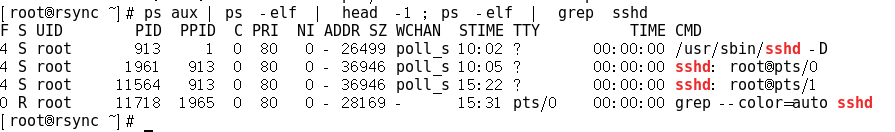 [root@rsync ~]# ps aux | ps -elf | head -1 ; ps -elf | grep sshd
F S UID        PID  PPID  C PRI  NI ADDR SZ WCHAN  STIME TTY          TIME CMD
4 S root       913     1  0  80   0 - 26499 poll_s 10:02 ?        00:00:00 /usr/sbin/sshd -D
4 S root      1961   913  0  80   0 - 36946 poll_s 10:05 ?        00:00:00 sshd: root@pts/0
4 S root     11564   913  0  80   0 - 36946 poll_s 15:22 ?        00:00:00 sshd: root@pts/1
0 R root     11718  1965  0  80   0 - 28169 -      15:31 pts/0    00:00:00 grep --color=auto sshd
[root@rsync ~]# _